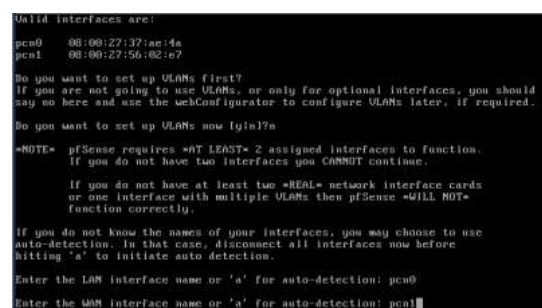 Valid interfaces are:
pcn0 08:00:27:37:ae:4a
pcn1 08:00:27:56:02:e7
Do you want to set up VLANs first?
If you are not going to use VLANs, or only for optional interfaces, you should
say no here and use the webConfigurator to configure VLANs later, if required.
Do you want to set up VLANs now [y|n]?n
*NOTE* pfSense requires *AT LEAST* 2 assigned interfaces to function.
If you do not have two interfaces you CANNOT continue.
If you do not have at least two *REAL* network interface cards
or one interface with multiple VLANs then pfSense *WILL NOT*
function correctly.
If you do not know the names of your interfaces, you may choose to use
auto-detection. In that case, disconnect all interfaces now before
hitting 'a' to initiate auto detection.
Enter the LAN interface name or 'a' for auto-detection: pcn0
Enter the WAN interface name or 'a' for auto-detection: pcn1